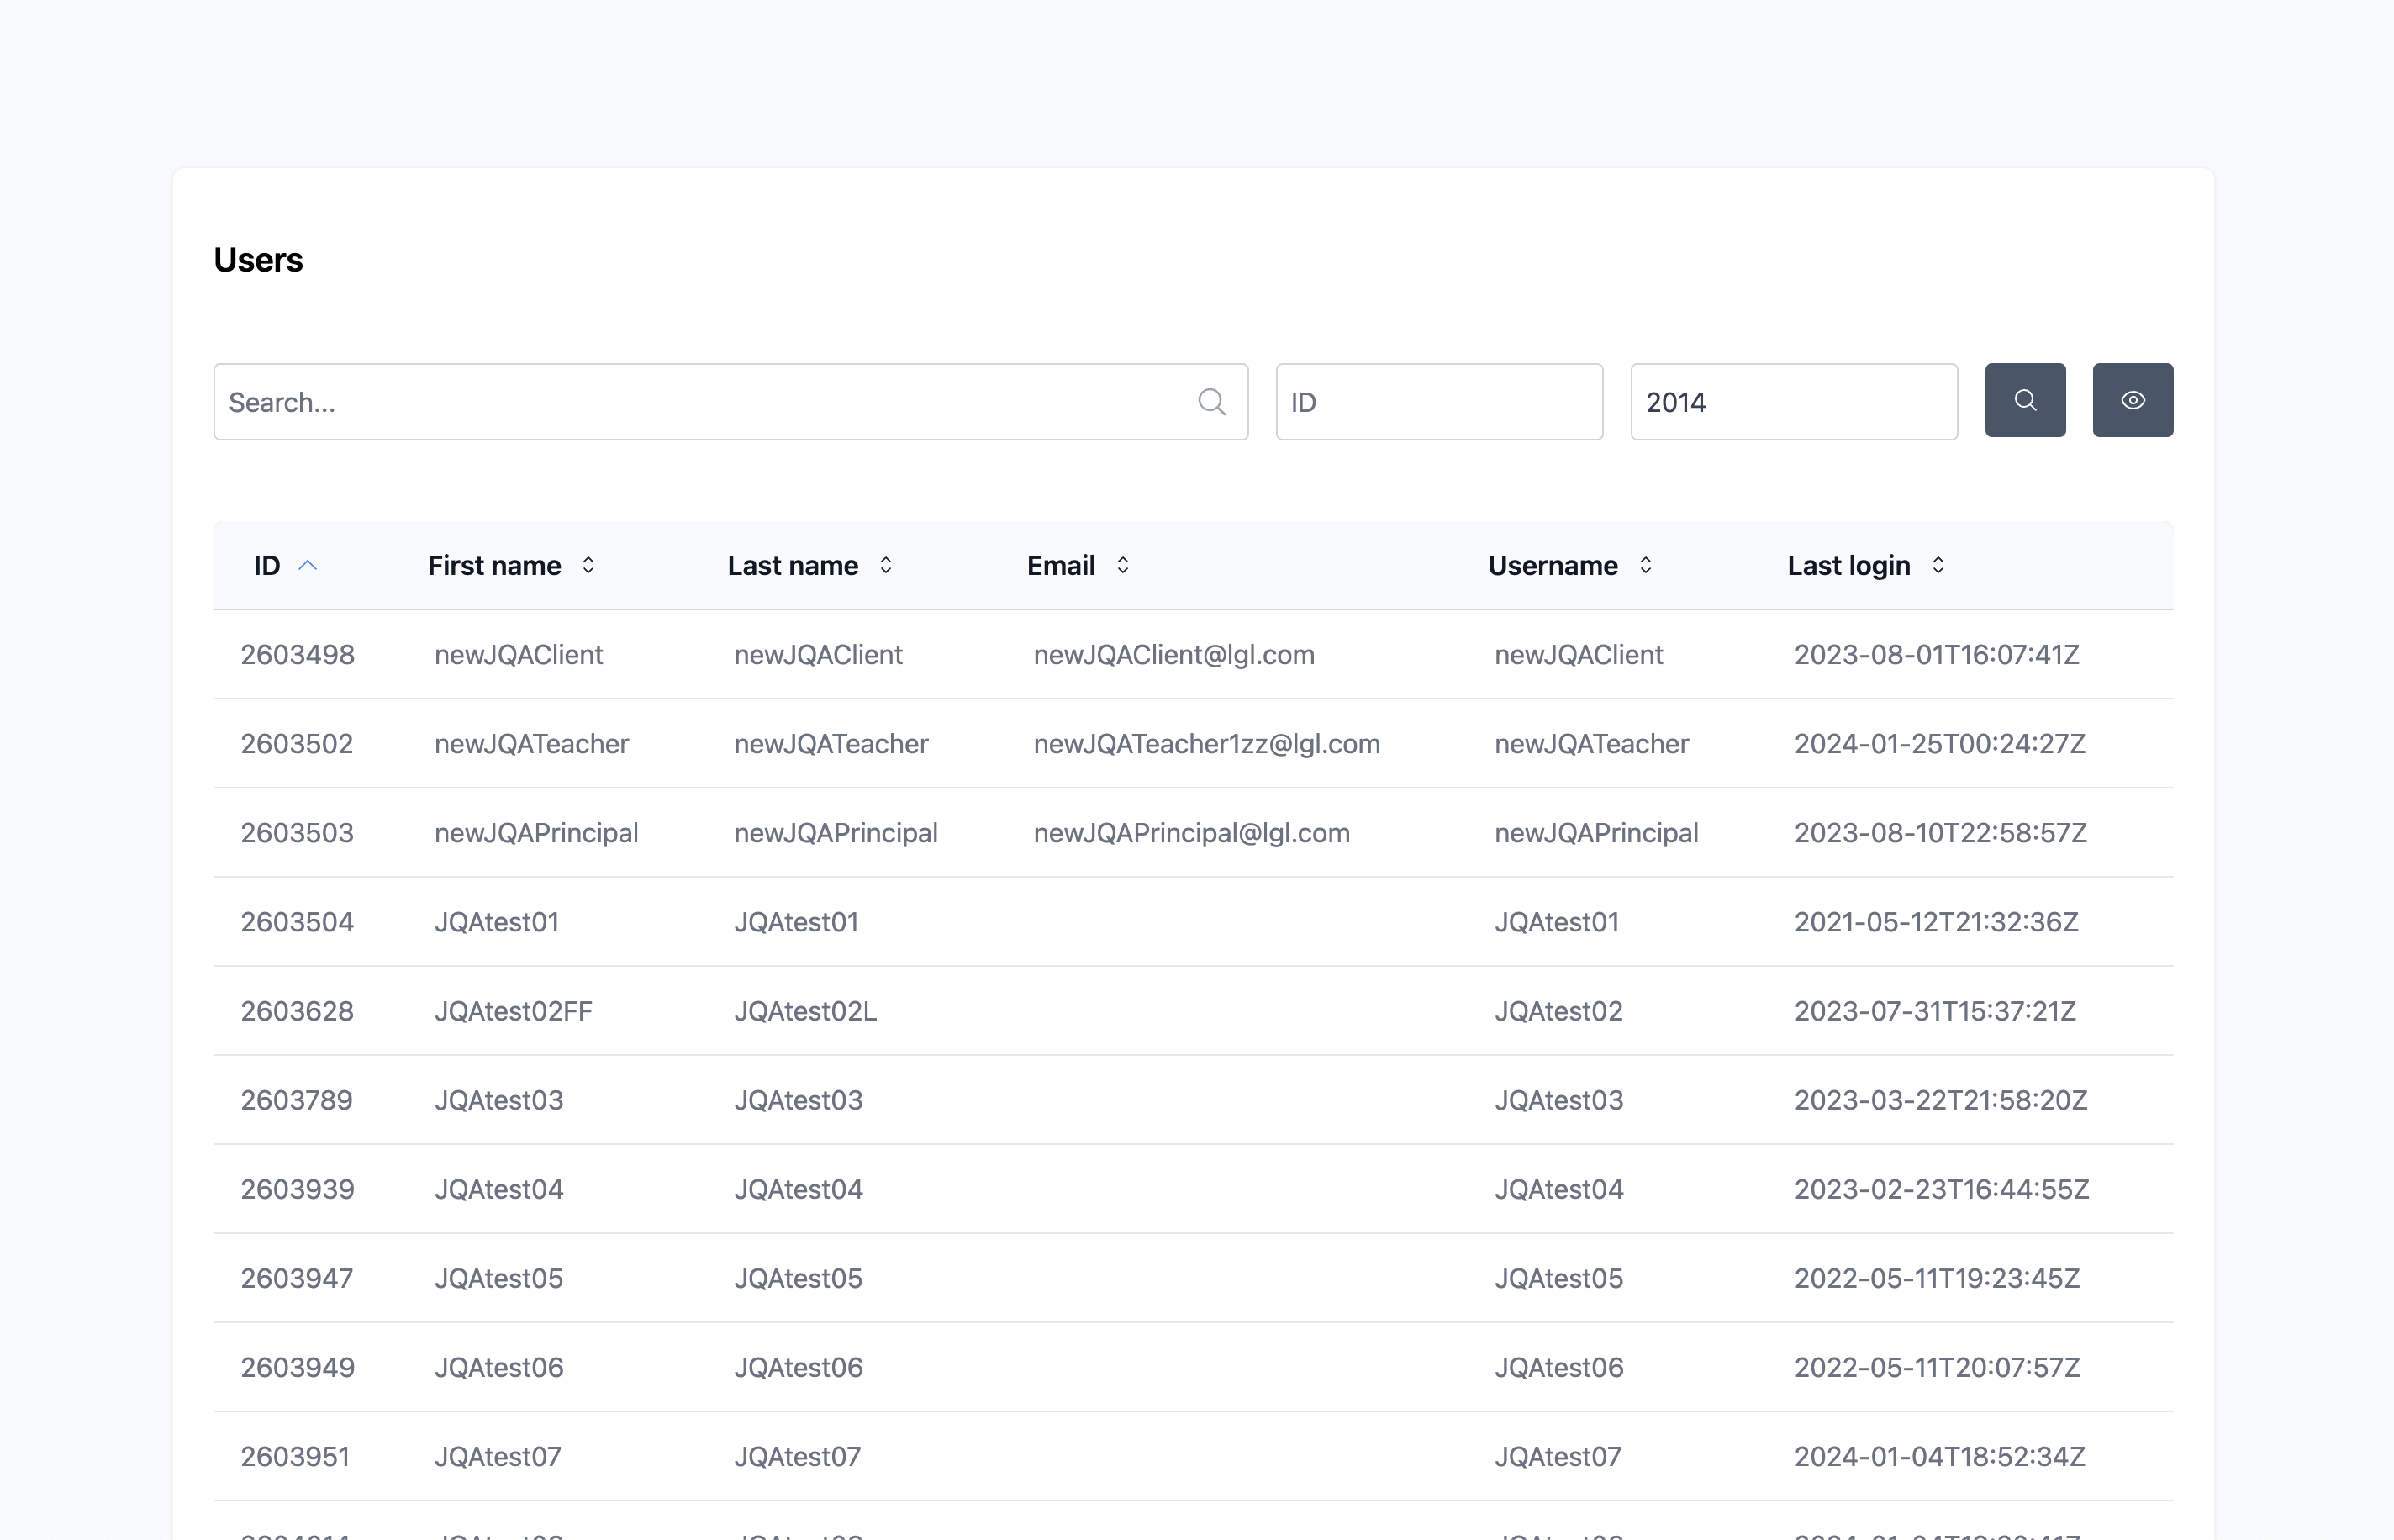 Users
Search... ID 2014
ID First name Last name Email Username Last login
2603498 newJQAClient newJQAClient newJQAClient@lgl.com newJQAClient 2023-08-01T16:07:41Z
2603502 newJQATeacher newJQATeacher newJQATeacher1zz@lgl.com newJQATeacher 2024-01-25T00:24:27Z
2603503 newJQAPrincipal newJQAPrincipal newJQAPrincipal@lgl.com newJQAPrincipal 2023-08-10T22:58:57Z
2603504 JQAtest01 JQAtest01 JQAtest01 2021-05-12T21:32:36Z
2603628 JQAtest02FF JQAtest02L JQAtest02 2023-07-31T15:37:21Z
2603789 JQAtest03 JQAtest03 JQAtest03 2023-03-22T21:58:20Z
2603939 JQAtest04 JQAtest04 JQAtest04 2023-02-23T16:44:55Z
2603947 JQAtest05 JQAtest05 JQAtest05 2022-05-11T19:23:45Z
2603949 JQAtest06 JQAtest06 JQAtest06 2022-05-11T20:07:57Z
2603951 JQAtest07 JQAtest07 JQAtest07 2024-01-04T18:52:34Z